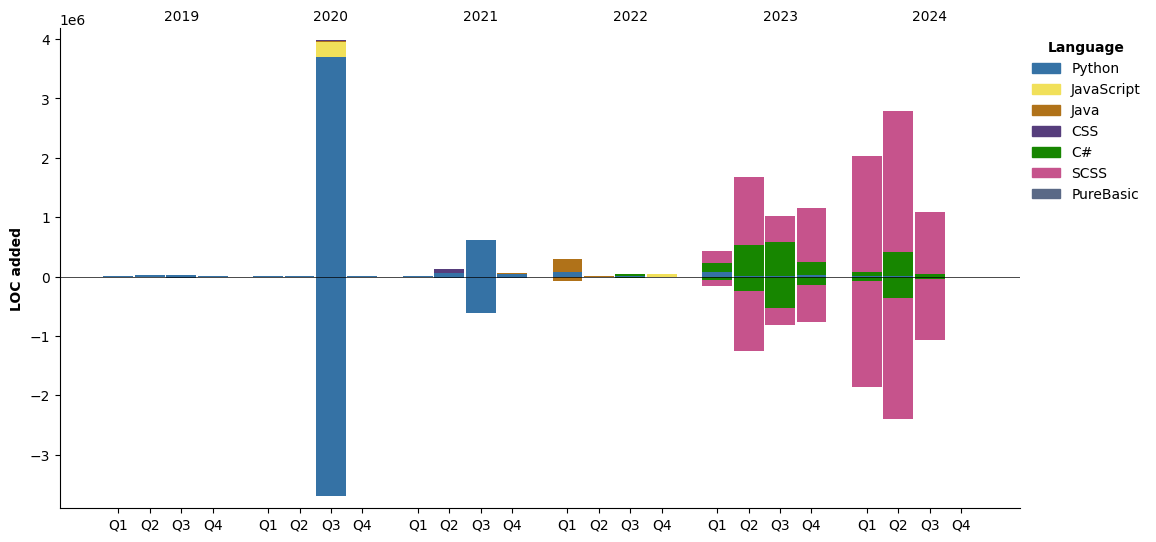 1e6
2019 2020 2021 2022 2023 2024
LOC added
4
3
2
1
0
−1
−2
−3
Q1 Q2 Q3 Q4 Q1 Q2 Q3 Q4 Q1 Q2 Q3 Q4 Q1 Q2 Q3 Q4 Q1 Q2 Q3 Q4 Q1 Q2 Q3 Q4
Language
Python
JavaScript
Java
CSS
C#
SCSS
PureBasic